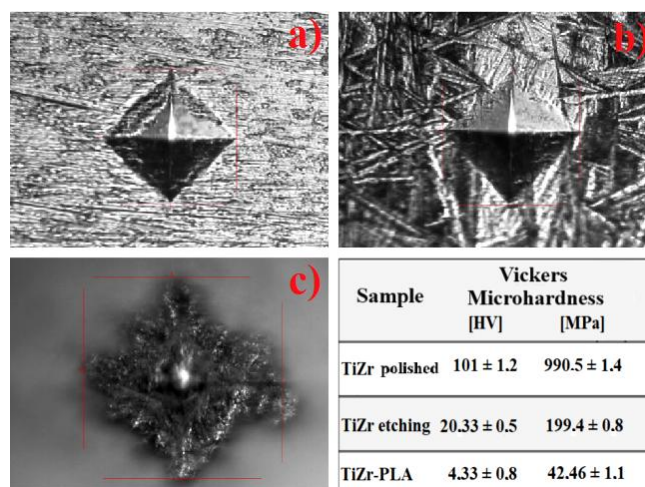 a)
b)
c)
Sample Vickers Microhardness
[HV] [MPa]
TiZr polished 101 ± 1.2 990.5 ± 1.4
TiZr etching 20.33 ± 0.5 199.4 ± 0.8
TiZr-PLA 4.33 ± 0.8 42.46 ± 1.1